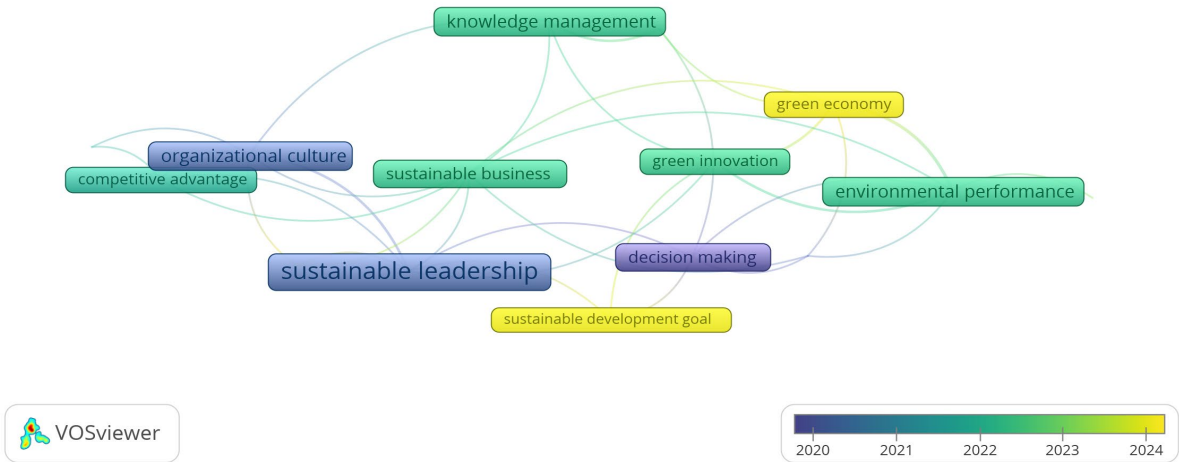 knowledge management
green economy
organizational culture
green innovation
competitive advantage
sustainable business
environmental performance
decision making
sustainable leadership
sustainable development goal
VOSviewer
2020 2021 2022 2023 2024